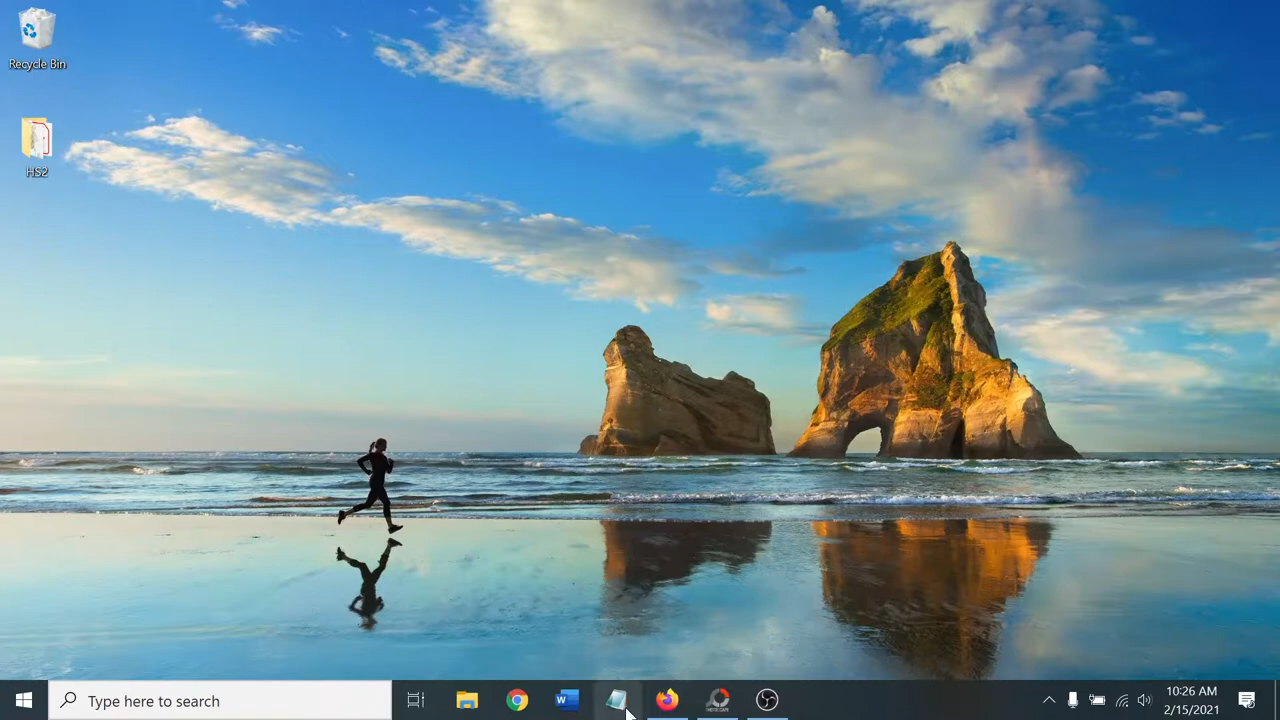 Recycle Bin
HS2
Type here to search
10:26 AM
2/15/2021